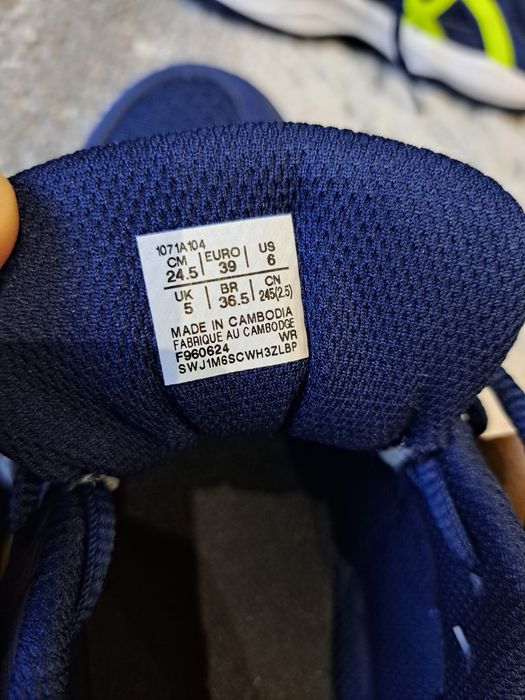 1071A104
CM EURO US
24.5 39 6
UK BR CN
5 36.5 245(2.5)
MADE IN CAMBODIA
FABRIQUE AU CAMBODGE
F960624 WR
SWJ1M6SCWH3ZLBP